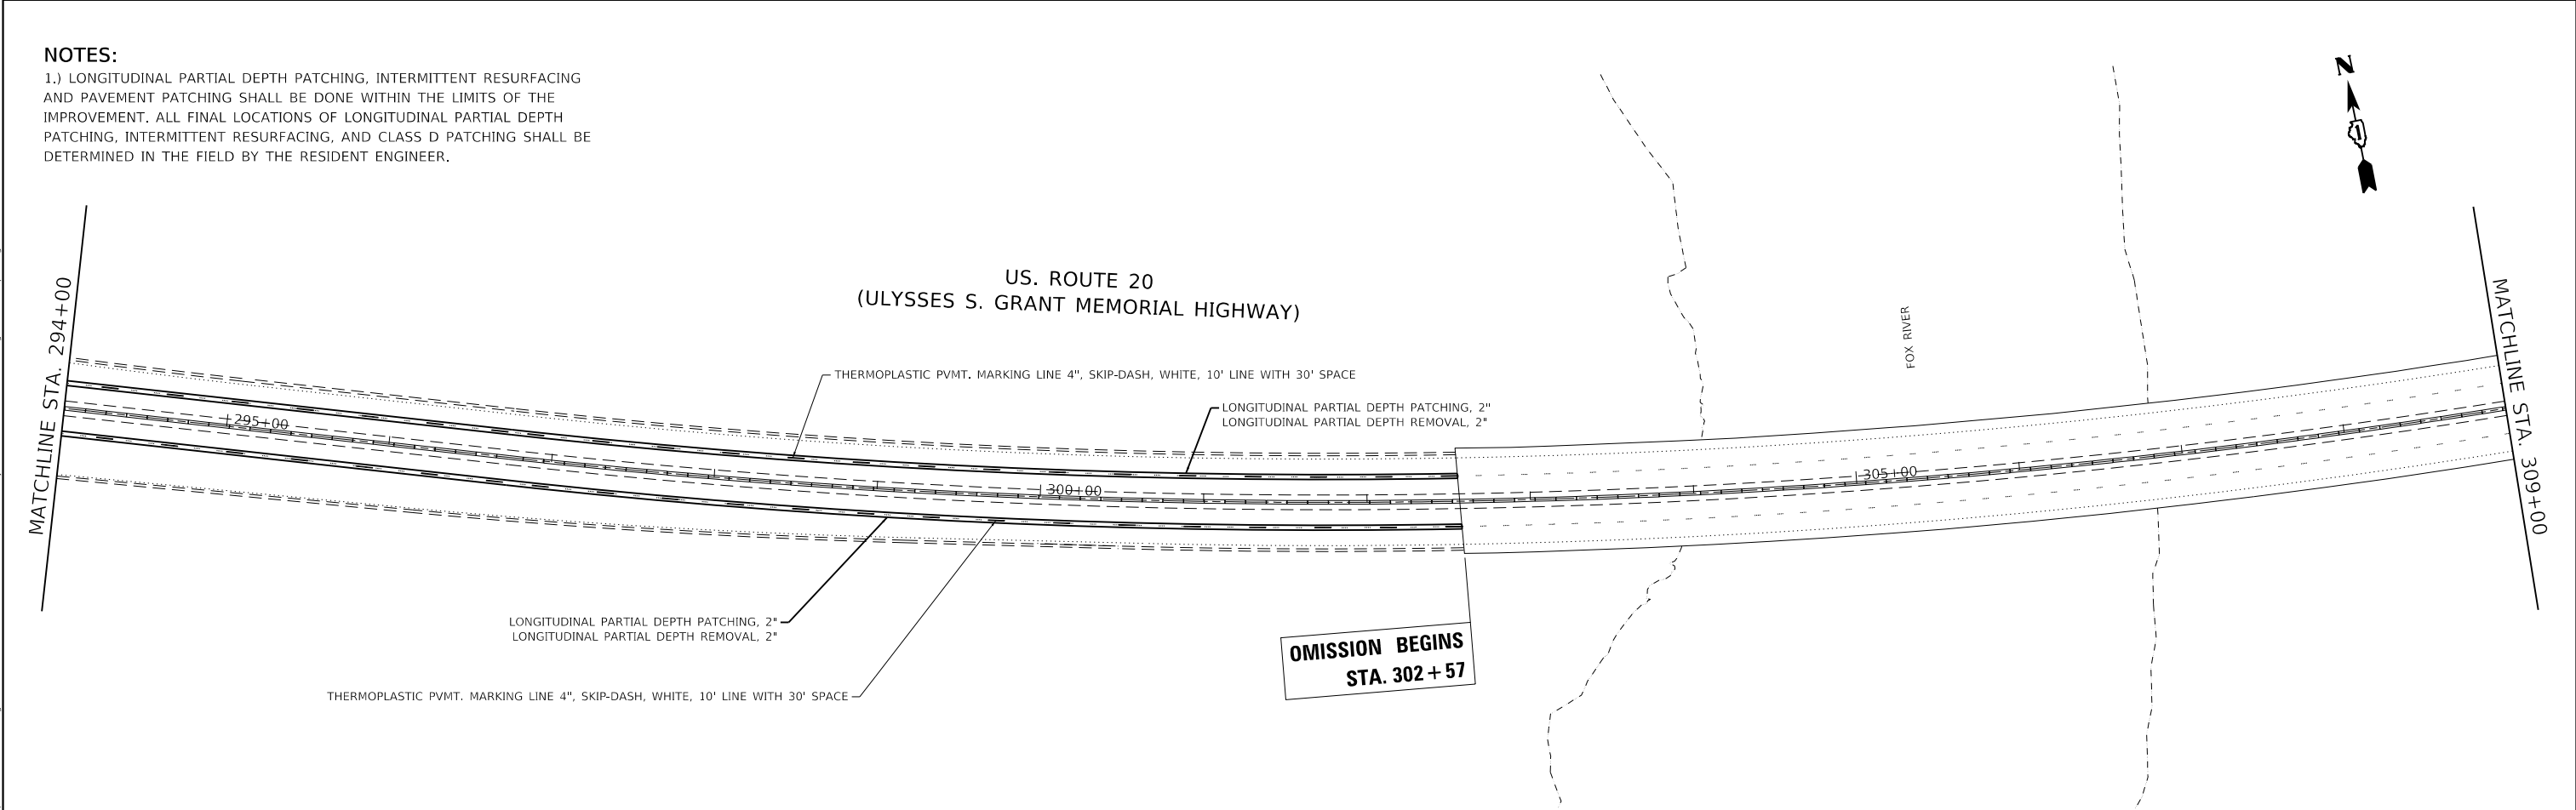 NOTES:
1.) LONGITUDINAL PARTIAL DEPTH PATCHING, INTERMITTENT RESURFACING
AND PAVEMENT PATCHING SHALL BE DONE WITHIN THE LIMITS OF THE
IMPROVEMENT. ALL FINAL LOCATIONS OF LONGITUDINAL PARTIAL DEPTH
PATCHING, INTERMITTENT RESURFACING, AND CLASS D PATCHING SHALL BE
DETERMINED IN THE FIELD BY THE RESIDENT ENGINEER.
N
1
US. ROUTE 20
(ULYSSES S. GRANT MEMORIAL HIGHWAY)
MATCHLINE STA. 294+00
THERMOPLASTIC PVMT. MARKING LINE 4", SKIP-DASH, WHITE, 10' LINE WITH 30' SPACE
LONGITUDINAL PARTIAL DEPTH PATCHING, 2"
LONGITUDINAL PARTIAL DEPTH REMOVAL, 2"
FOX RIVER
MATCHLINE STA. 309+00
295+00
300+00
305+00
LONGITUDINAL PARTIAL DEPTH PATCHING, 2"
LONGITUDINAL PARTIAL DEPTH REMOVAL, 2"
OMISSION BEGINS
STA. 302+57
THERMOPLASTIC PVMT. MARKING LINE 4", SKIP-DASH, WHITE, 10' LINE WITH 30' SPACE